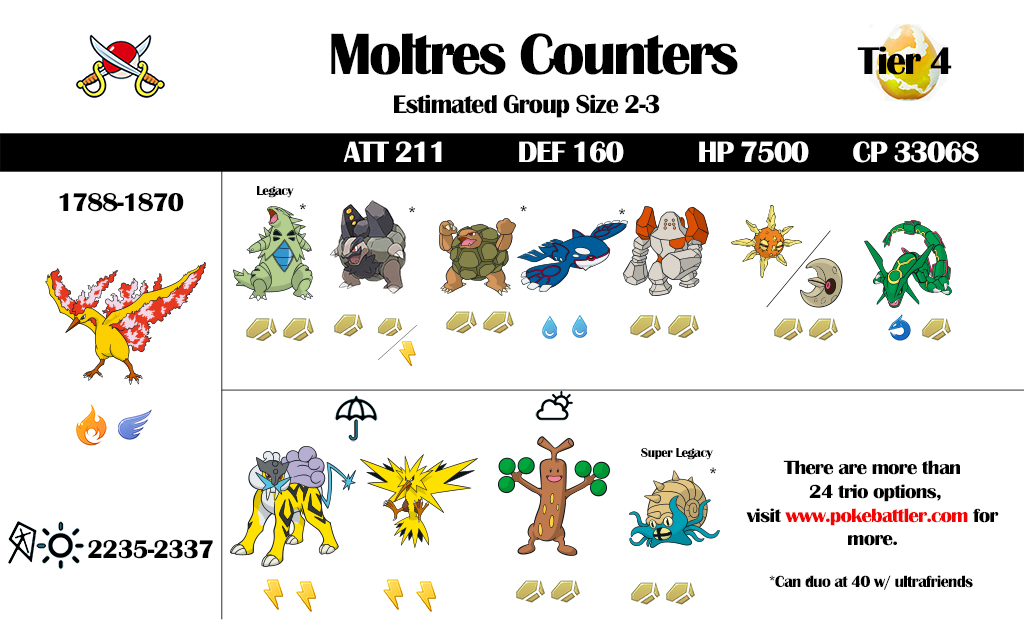 Moltres Counters
Tier 4
Estimated Group Size 2-3
ATT 211 DEF 160 HP 7500 CP 33068
1788-1870
Legacy
*
*
*
*
Super Legacy
*
There are more than
24 trio options,
visit www.pokebattler.com for
more.
2235-2337
*Can duo at 40 w/ ultrafriends